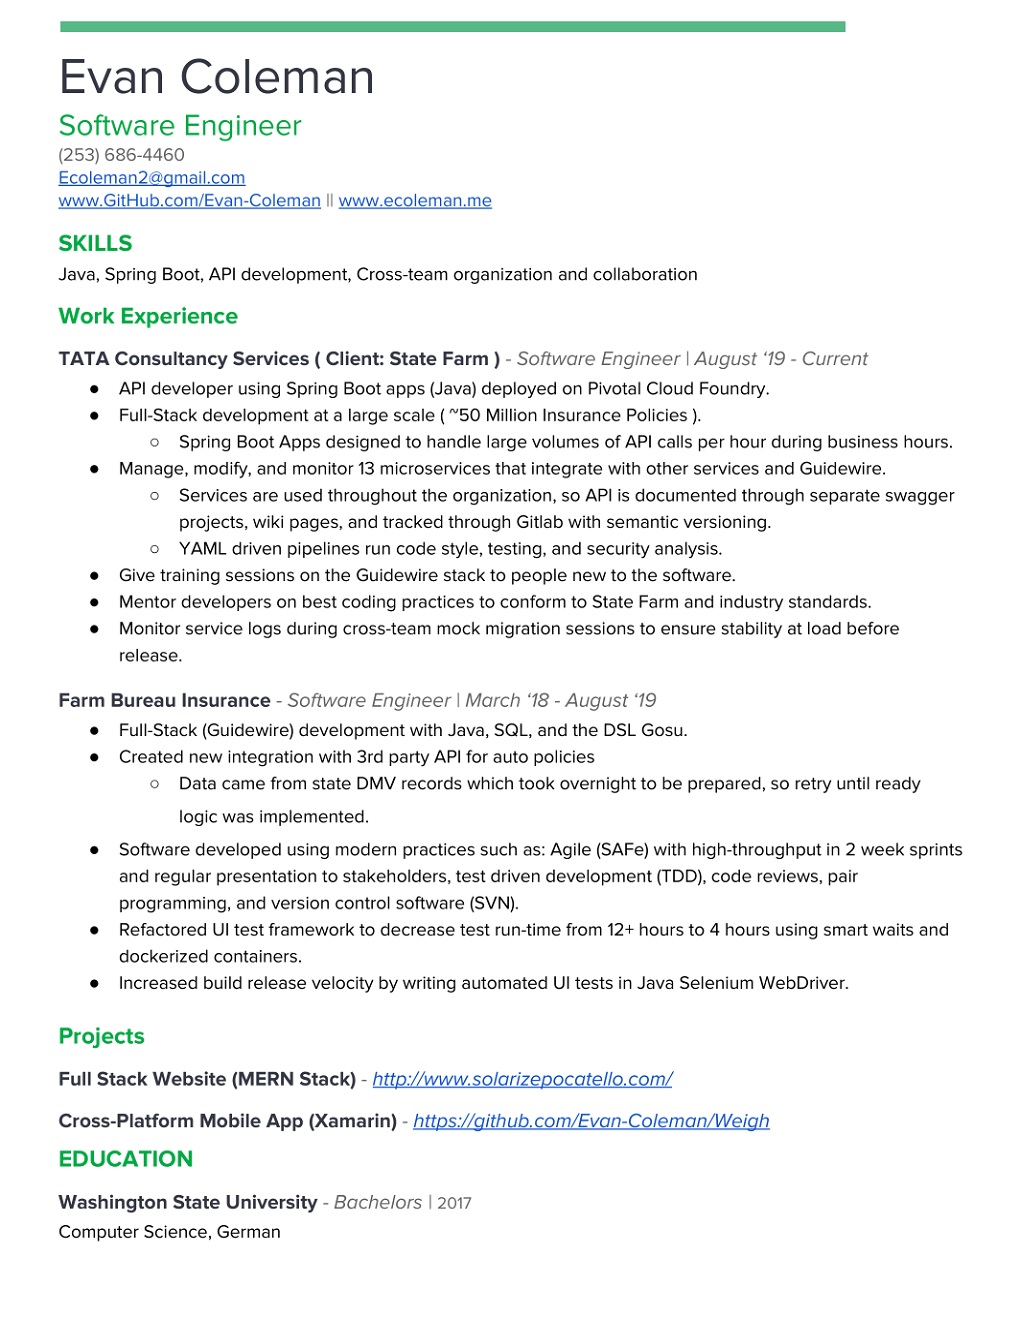 Evan Coleman
Software Engineer
(253) 686-4460
Ecoleman2@gmail.com
www.GitHub.com/Evan-Coleman || www.ecoleman.me
SKILLS
Java, Spring Boot, API development, Cross-team organization and collaboration
Work Experience
TATA Consultancy Services ( Client: State Farm ) - Software Engineer | August ‘19 - Current
● API developer using Spring Boot apps (Java) deployed on Pivotal Cloud Foundry.
● Full-Stack development at a large scale ( ~50 Million Insurance Policies ).
○ Spring Boot Apps designed to handle large volumes of API calls per hour during business hours.
● Manage, modify, and monitor 13 microservices that integrate with other services and Guidewire.
○ Services are used throughout the organization, so API is documented through separate swagger
projects, wiki pages, and tracked through Gitlab with semantic versioning.
○ YAML driven pipelines run code style, testing, and security analysis.
● Give training sessions on the Guidewire stack to people new to the software.
● Mentor developers on best coding practices to conform to State Farm and industry standards.
● Monitor service logs during cross-team mock migration sessions to ensure stability at load before
release.
Farm Bureau Insurance - Software Engineer | March ‘18 - August ‘19
● Full-Stack (Guidewire) development with Java, SQL, and the DSL Gosu.
● Created new integration with 3rd party API for auto policies
○ Data came from state DMV records which took overnight to be prepared, so retry until ready
logic was implemented.
● Software developed using modern practices such as: Agile (SAFe) with high-throughput in 2 week sprints
and regular presentation to stakeholders, test driven development (TDD), code reviews, pair
programming, and version control software (SVN).
● Refactored UI test framework to decrease test run-time from 12+ hours to 4 hours using smart waits and
dockerized containers.
● Increased build release velocity by writing automated UI tests in Java Selenium WebDriver.
Projects
Full Stack Website (MERN Stack) - http://www.solarizepocatello.com/
Cross-Platform Mobile App (Xamarin) - https://github.com/Evan-Coleman/Weigh
EDUCATION
Washington State University - Bachelors | 2017
Computer Science, German